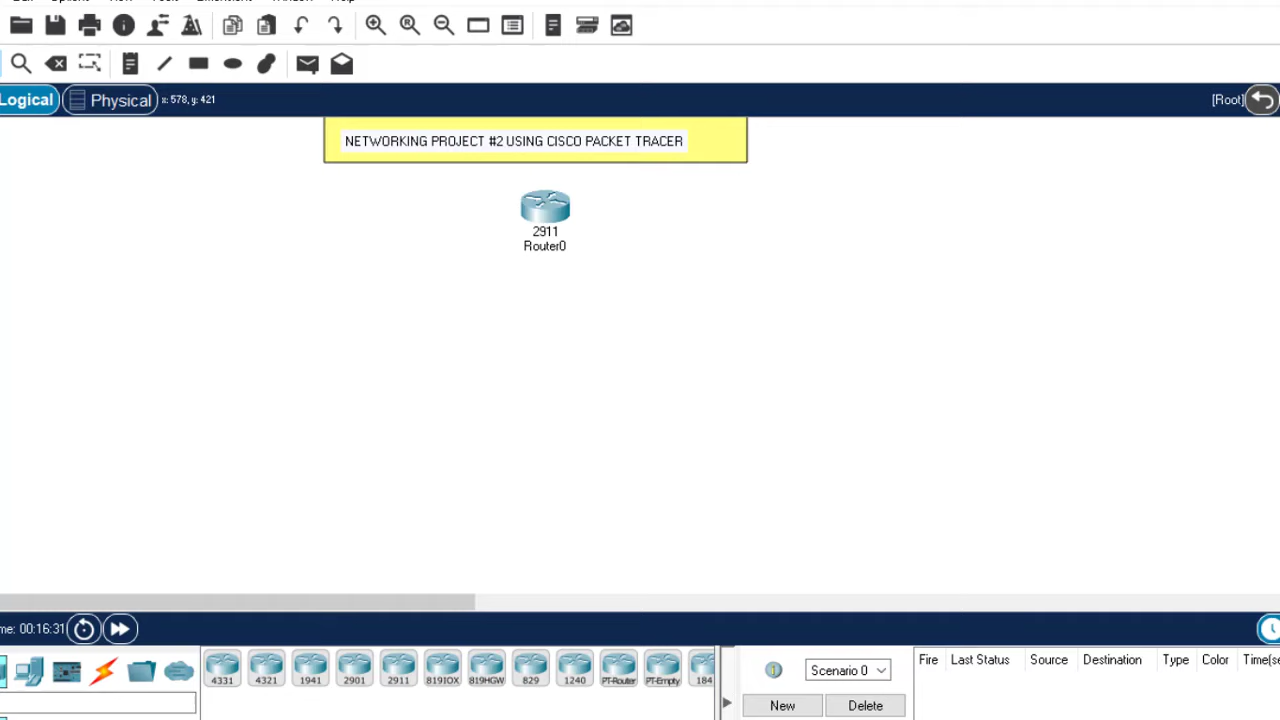 Logical
Physical
x: 578, y: 421
[Root]
NETWORKING PROJECT #2 USING CISCO PACKET TRACER
2911
Router0
me: 00:16:31
4331
4321
1941
2901
2911
819IOX
819HGW
829
1240
PT-Router
PT-Empty
184
Scenario 0
New
Delete
Fire Last Status Source Destination Type Color Time(se